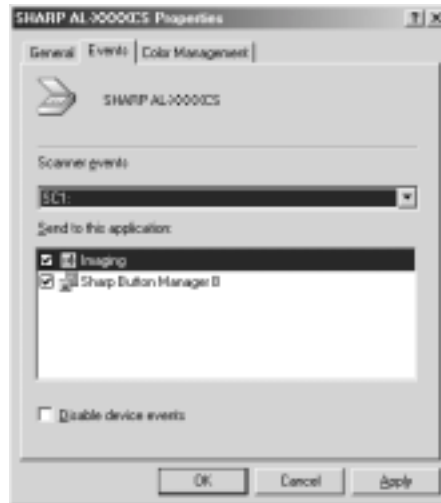 SHARP AL-XXXXCS Properties
General Events Color Management
SHARP AL-XXXXCS
Scanner events
SC1:
Send to this application:
Imaging
Sharp Button Manager B
Disable device events
OK Cancel Apply